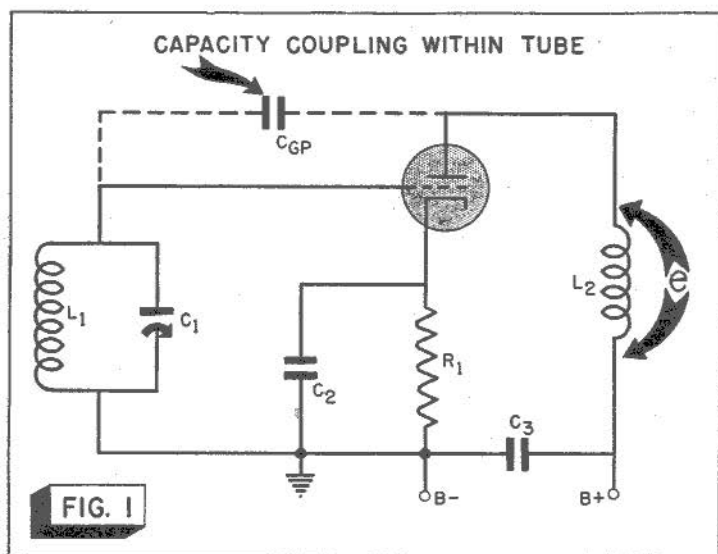 CAPACITY COUPLING WITHIN TUBE
CGP
L1
C1
C2
R1
L2
e
C3
B-
B+
FIG. 1